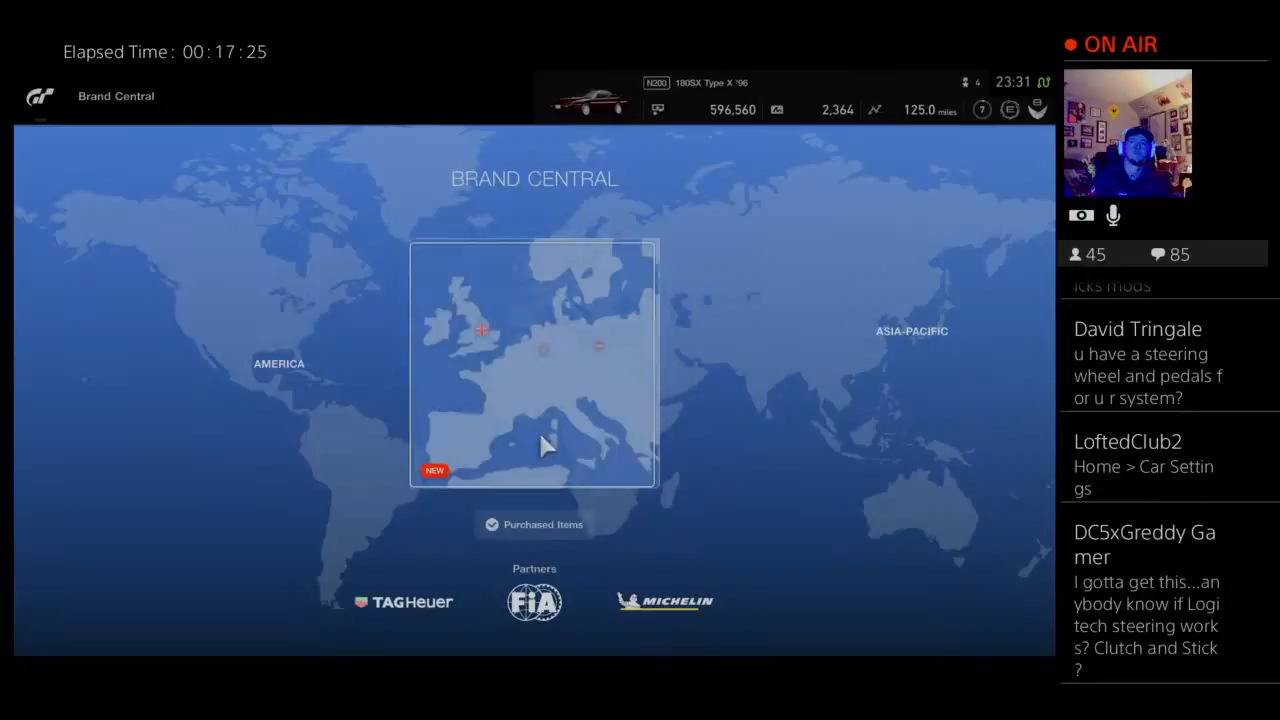 Elapsed Time: 00:17:25
ON AIR
Brand Central
N200 180SX Type X '96
4 23:31
596,560 2,364 125.0 miles 7 E B
BRAND CENTRAL
AMERICA
ASIA-PACIFIC
NEW
Purchased Items
Partners
TAGHeuer
FiA
MICHELIN
45 85
icks mods
David Tringale
u have a steering
wheel and pedals f
or u r system?
LoftedClub2
Home > Car Settin
gs
DC5xGreddy Ga
mer
I gotta get this...an
ybody know if Logi
tech steering work
s? Clutch and Stick
?